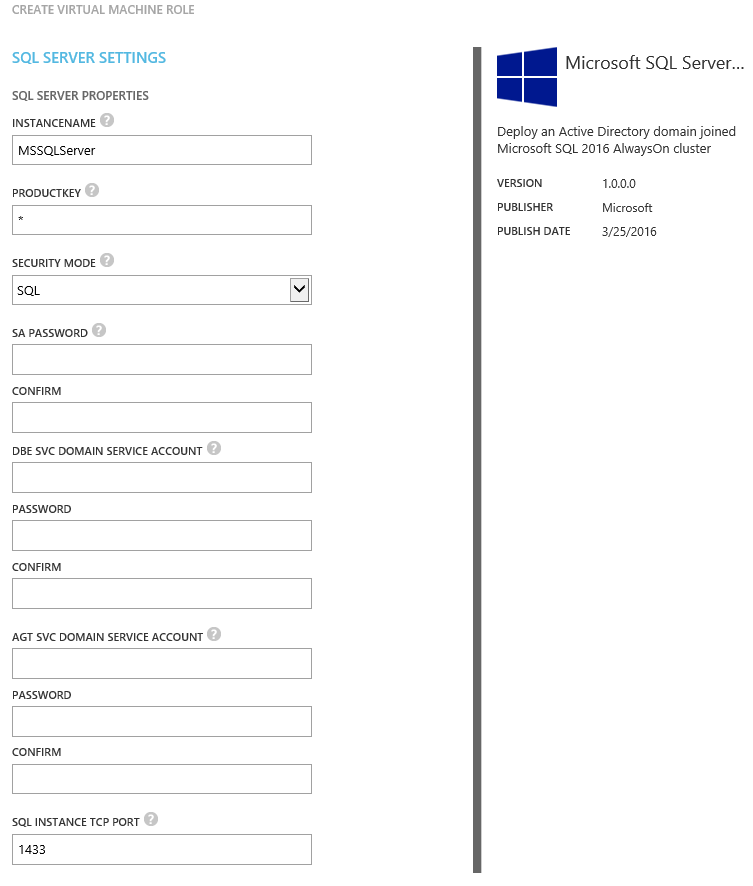 CREATE VIRTUAL MACHINE ROLE
SQL SERVER SETTINGS
SQL SERVER PROPERTIES
INSTANCENAME ?
MSSQLServer
PRODUCTKEY ?
*
SECURITY MODE ?
SQL
SA PASSWORD ?
CONFIRM
DBE SVC DOMAIN SERVICE ACCOUNT ?
PASSWORD
CONFIRM
AGT SVC DOMAIN SERVICE ACCOUNT ?
PASSWORD
CONFIRM
SQL INSTANCE TCP PORT ?
1433
Microsoft SQL Server...
Deploy an Active Directory domain joined
Microsoft SQL 2016 AlwaysOn cluster
VERSION 1.0.0.0
PUBLISHER Microsoft
PUBLISH DATE 3/25/2016